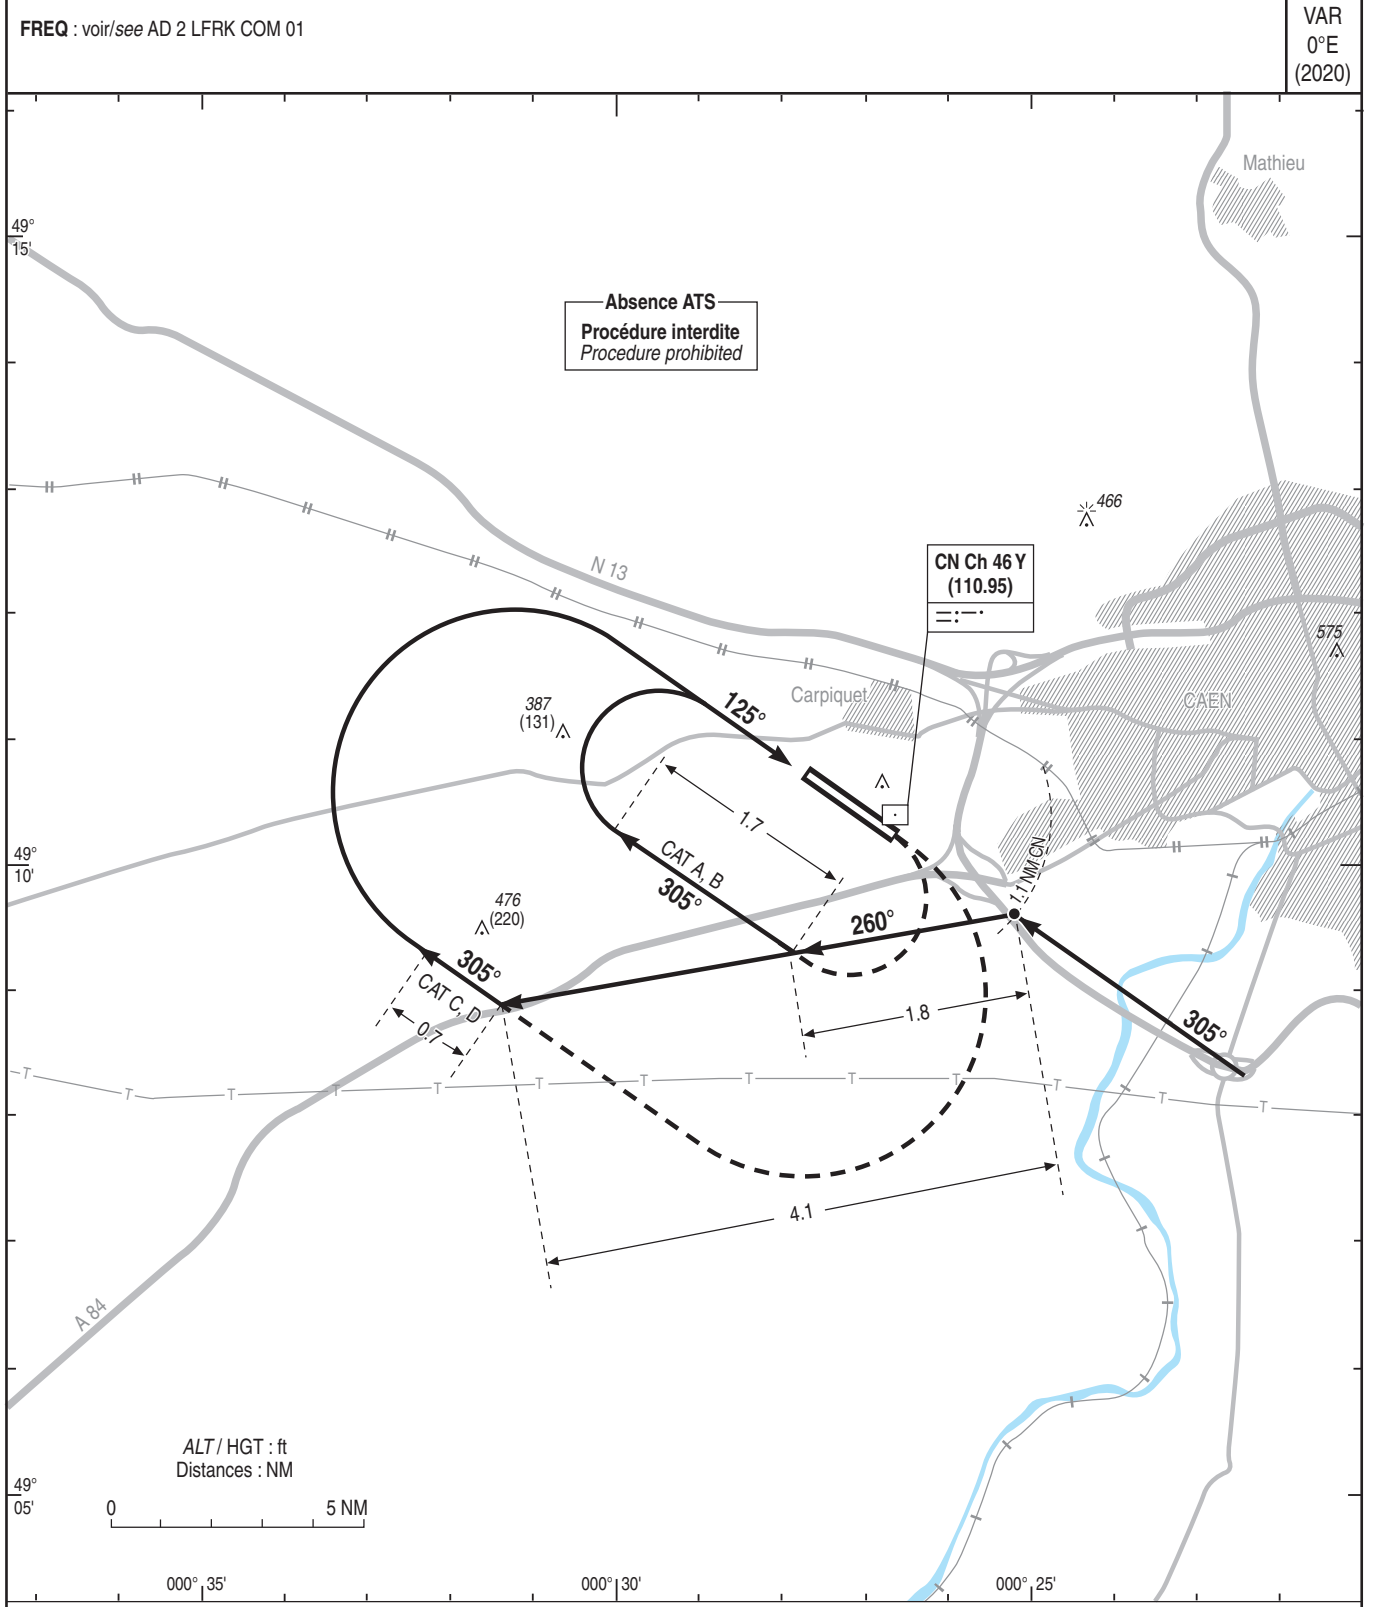 FREQ : voir/see AD 2 LFRK COM 01
VAR
0°E
(2020)
Mathieu
49°
15'
Absence ATS
Procédure interdite
Procedure prohibited
466
N 13
CN Ch 46 Y
(110.95)
575
387
(131)
125°
Carpiquet
CAEN
1.7
49°
10'
CAT A, B
305°
1.1 NM CN
476
(220)
260°
305°
CAT C, D
0.7
1.8
305°
T T T T T T T T T T T T T
4.1
A 84
ALT / HGT : ft
Distances : NM
49°
05'
0 5 NM
000° 35' 000° 30' 000° 25'